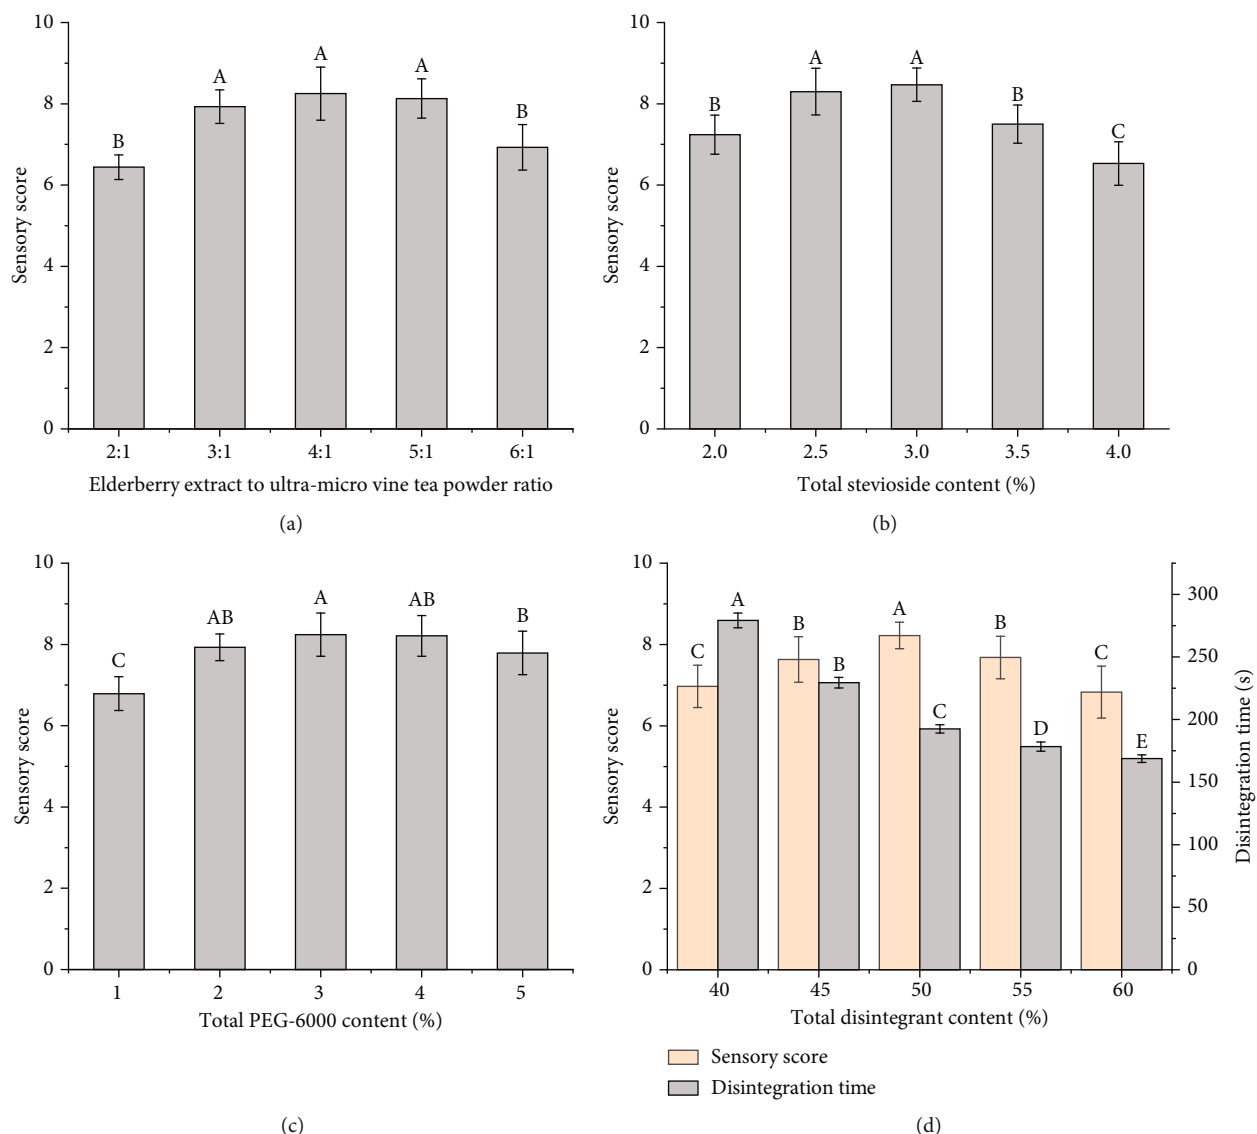 10
8
6
4
2
0
Sensory score
B
A
A
A
B
2:1 3:1 4:1 5:1 6:1
Elderberry extract to ultra-micro vine tea powder ratio
(a)
10
8
6
4
2
0
Sensory score
B
A
A
B
C
2.0 2.5 3.0 3.5 4.0
Total stevioside content (%)
(b)
10
8
6
4
2
0
Sensory score
C
AB
A
AB
B
1 2 3 4 5
Total PEG-6000 content (%)
(c)
10
8
6
4
2
0
Sensory score
C
A
B
B
A
C
B
D
C
E
300
250
200
150
100
50
0
Disintegration time (s)
40 45 50 55 60
Total disintegrant content (%)
Sensory score
Disintegration time
(d)